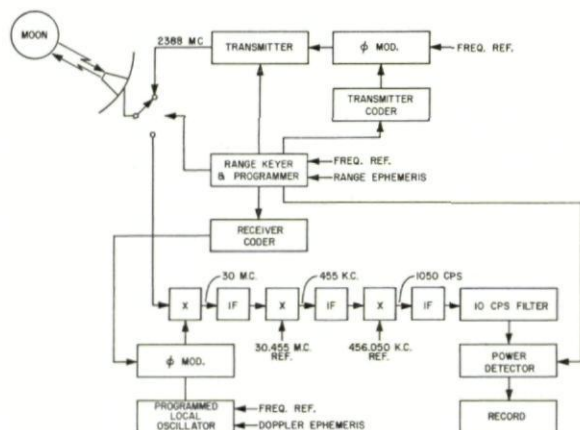 MOON
2388 MC
TRANSMITTER
ϕ MOD.
FREQ. REF.
TRANSMITTER
CODER
RANGE KEYER
& PROGRAMMER
FREQ. REF.
RANGE EPHEMERIS
RECEIVER
CODER
30 M.C.
455 K.C.
1050 CPS
X
IF
X
IF
X
IF
10 CPS FILTER
30.455 M.C.
REF.
456.050 K.C.
REF.
ϕ MOD.
POWER
DETECTOR
PROGRAMMED
LOCAL
OSCILLATOR
FREQ. REF.
DOPPLER EPHEMERIS
RECORD